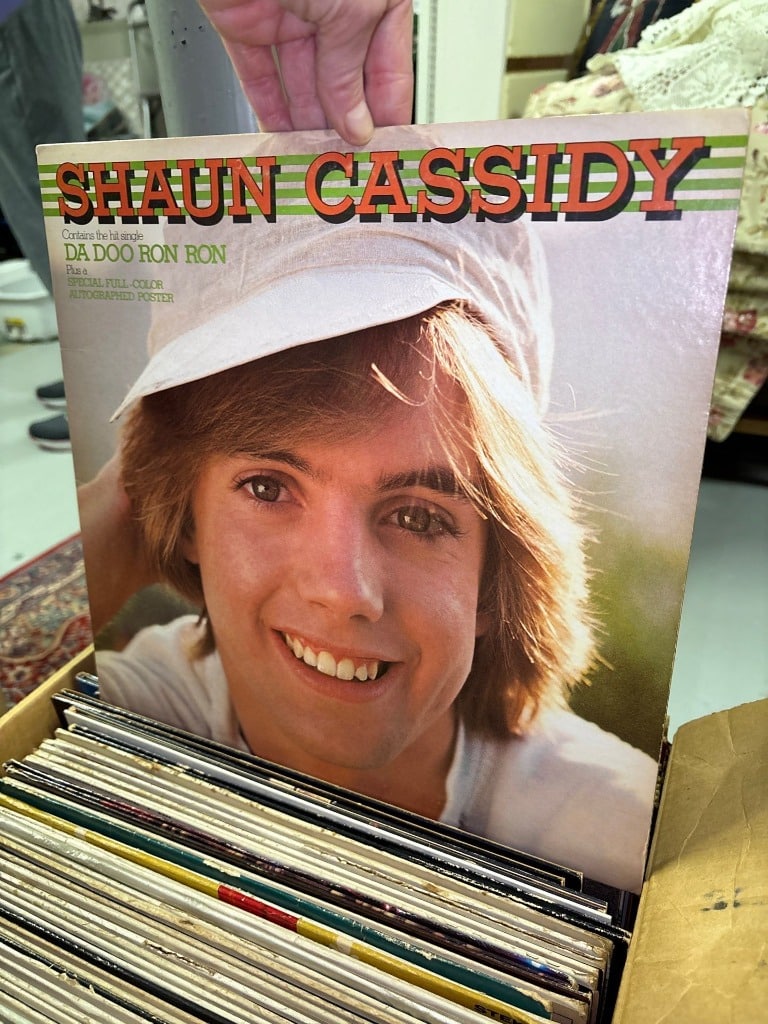 SHAUN CASSIDY
Contains the hit single
DA DOO RON RON
Plus a
SPECIAL FULL-COLOR
AUTOGRAPHED POSTER